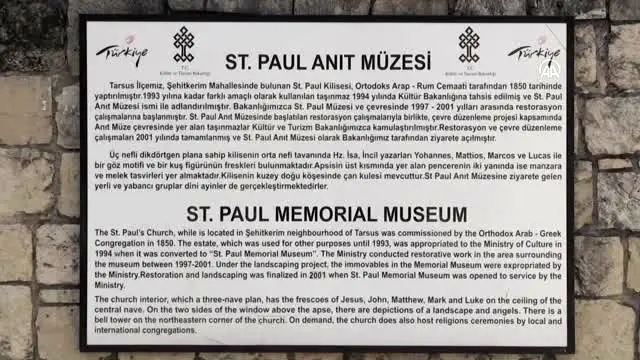 Türkiye
T.C.
Kültür ve Turizm Bakanlığı
ST. PAUL ANIT MÜZESİ
T.C.
Kültür ve Turizm Bakanlığı
Türkiye
AA
Tarsus İlçemiz, Şehitkerim Mahallesinde bulunan St. Paul Kilisesi, Ortodoks Arap - Rum Cemaati tarafından 1850 tarihinde
yaptırılmıştır.1993 yılına kadar farklı amaçlı olarak kullanılan taşınmaz 1994 yılında Kültür Bakanlığına tahsis edilmiş ve St. Paul
Anıt Müzesi ismi ile adlandırılmıştır. Bakanlığımızca St. Paul Müzesi ve çevresinde 1997 - 2001 yılları arasında restorasyon
çalışmalarına başlanmıştır. St. Paul Müzesinde başlatılan restorasyon çalışmalarıyla birlikte, çevre düzenleme projesi kapsamında
Anıt Müze çevresinde yer alan taşınmazlar Kültür ve Turizm Bakanlığımızca kamulaştırılmıştır.Restorasyon ve çevre düzenleme
çalışmaları 2001 yılında tamamlanmış ve St. Paul Anıt Müzesi olarak Bakanlığımız tarafından ziyarete açılmıştır.
Üç nefli dikdörtgen plana sahip kilisenin orta nefi tavanında Hz. İsa, İncil yazarları Yohannes, Mattios, Marcos ve Lucas ile
bir göz motifi ve bir kuş figürünün freskleri bulunmaktadır.Apsisin üst kısmında yer alan pencerenin iki yanında ise manzara
ve melek tasvirleri yer almaktadır.Kilisenin kuzey doğu köşesinde çan kulesi mevcuttur.St. Paul Anıt Müzesine ziyarete gelen
yerli ve yabancı gruplar dini ayinler de gerçekleştirmektedirler.
ST. PAUL MEMORIAL MUSEUM
The St. Paul's Church, while is located in Şehitkerim neighbourhood of Tarsus was commissioned by the Orthodox Arab - Greek
Congregation in 1850. The estate, which was used for other purposes until 1993, was appropriated to the Ministry of Culture in
1994 when it was converted to “St. Paul Memorial Museum”. The Ministry conducted restorative work in the area surrounding
the museum between 1997-2001. Under the landscaping project, the immovables in the Memorial Museum were expropriated by
the Ministry.Restoration and landscaping was finalized in 2001 when St. Paul Memorial Museum was opened to service by the
Ministry.
The church interior, which a three-nave plan, has the frescoes of Jesus, John, Matthew, Mark and Luke on the ceiling of the
central nave. On the two sides of the window above the apse, there are depictions of a landscape and angels. There is a
bell tower on the northeastern corner of the church. On demand, the church does also host religious ceremonies by local and
international congregations.